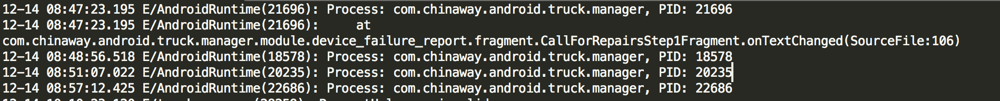 12-14 08:47:23.195 E/AndroidRuntime(21696): Process: com.chinaway.android.truck.manager, PID: 21696
12-14 08:47:23.195 E/AndroidRuntime(21696):     at
com.chinaway.android.truck.manager.module.device_failure_report.fragment.CallForRepairsStep1Fragment.onTextChanged(SourceFile:106)
12-14 08:48:56.518 E/AndroidRuntime(18578): Process: com.chinaway.android.truck.manager, PID: 18578
12-14 08:51:07.022 E/AndroidRuntime(20235): Process: com.chinaway.android.truck.manager, PID: 20235
12-14 08:57:12.425 E/AndroidRuntime(22686): Process: com.chinaway.android.truck.manager, PID: 22686